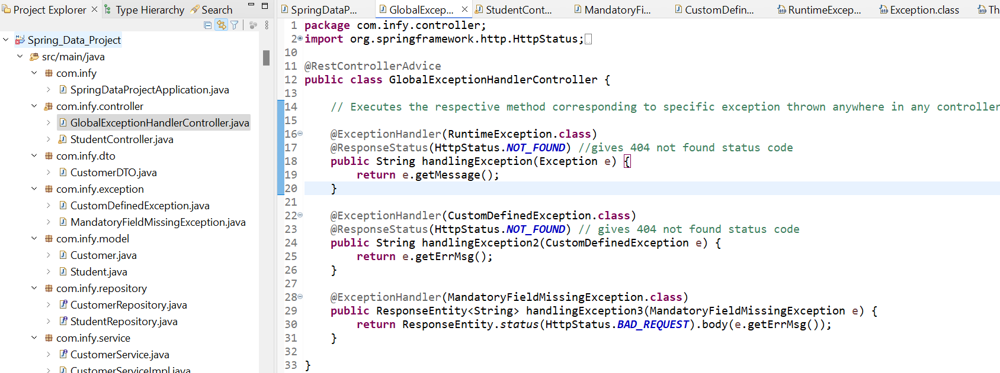 Project Explorer Type Hierarchy Search
Spring_Data_Project
src/main/java
com.infy
SpringDataProjectApplication.java
com.infy.controller
GlobalExceptionHandlerController.java
StudentController.java
com.infy.dto
CustomerDTO.java
com.infy.exception
CustomDefinedException.java
MandatoryFieldMissingException.java
com.infy.model
Customer.java
Student.java
com.infy.repository
CustomerRepository.java
StudentRepository.java
com.infy.service
CustomerService.java
CustomerServiceImpl.java
SpringDataP... GlobalExcep... StudentCont... MandatoryFi... CustomDefin... RuntimeExcep... Exception.class Th
1 package com.infy.controller;
2 import org.springframework.http.HttpStatus;
10
11 @RestControllerAdvice
12 public class GlobalExceptionHandlerController {
13
14 // Executes the respective method corresponding to specific exception thrown anywhere in any controller
15
16 @ExceptionHandler(RuntimeException.class)
17 @ResponseStatus(HttpStatus.NOT_FOUND) //gives 404 not found status code
18 public String handlingException(Exception e) {
19 return e.getMessage();
20 }
21
22 @ExceptionHandler(CustomDefinedException.class)
23 @ResponseStatus(HttpStatus.NOT_FOUND) // gives 404 not found status code
24 public String handlingException2(CustomDefinedException e) {
25 return e.getErrMsg();
26 }
27
28 @ExceptionHandler(MandatoryFieldMissingException.class)
29 public ResponseEntity<String> handlingException3(MandatoryFieldMissingException e) {
30 return ResponseEntity.status(HttpStatus.BAD_REQUEST).body(e.getErrMsg());
31 }
32
33 }